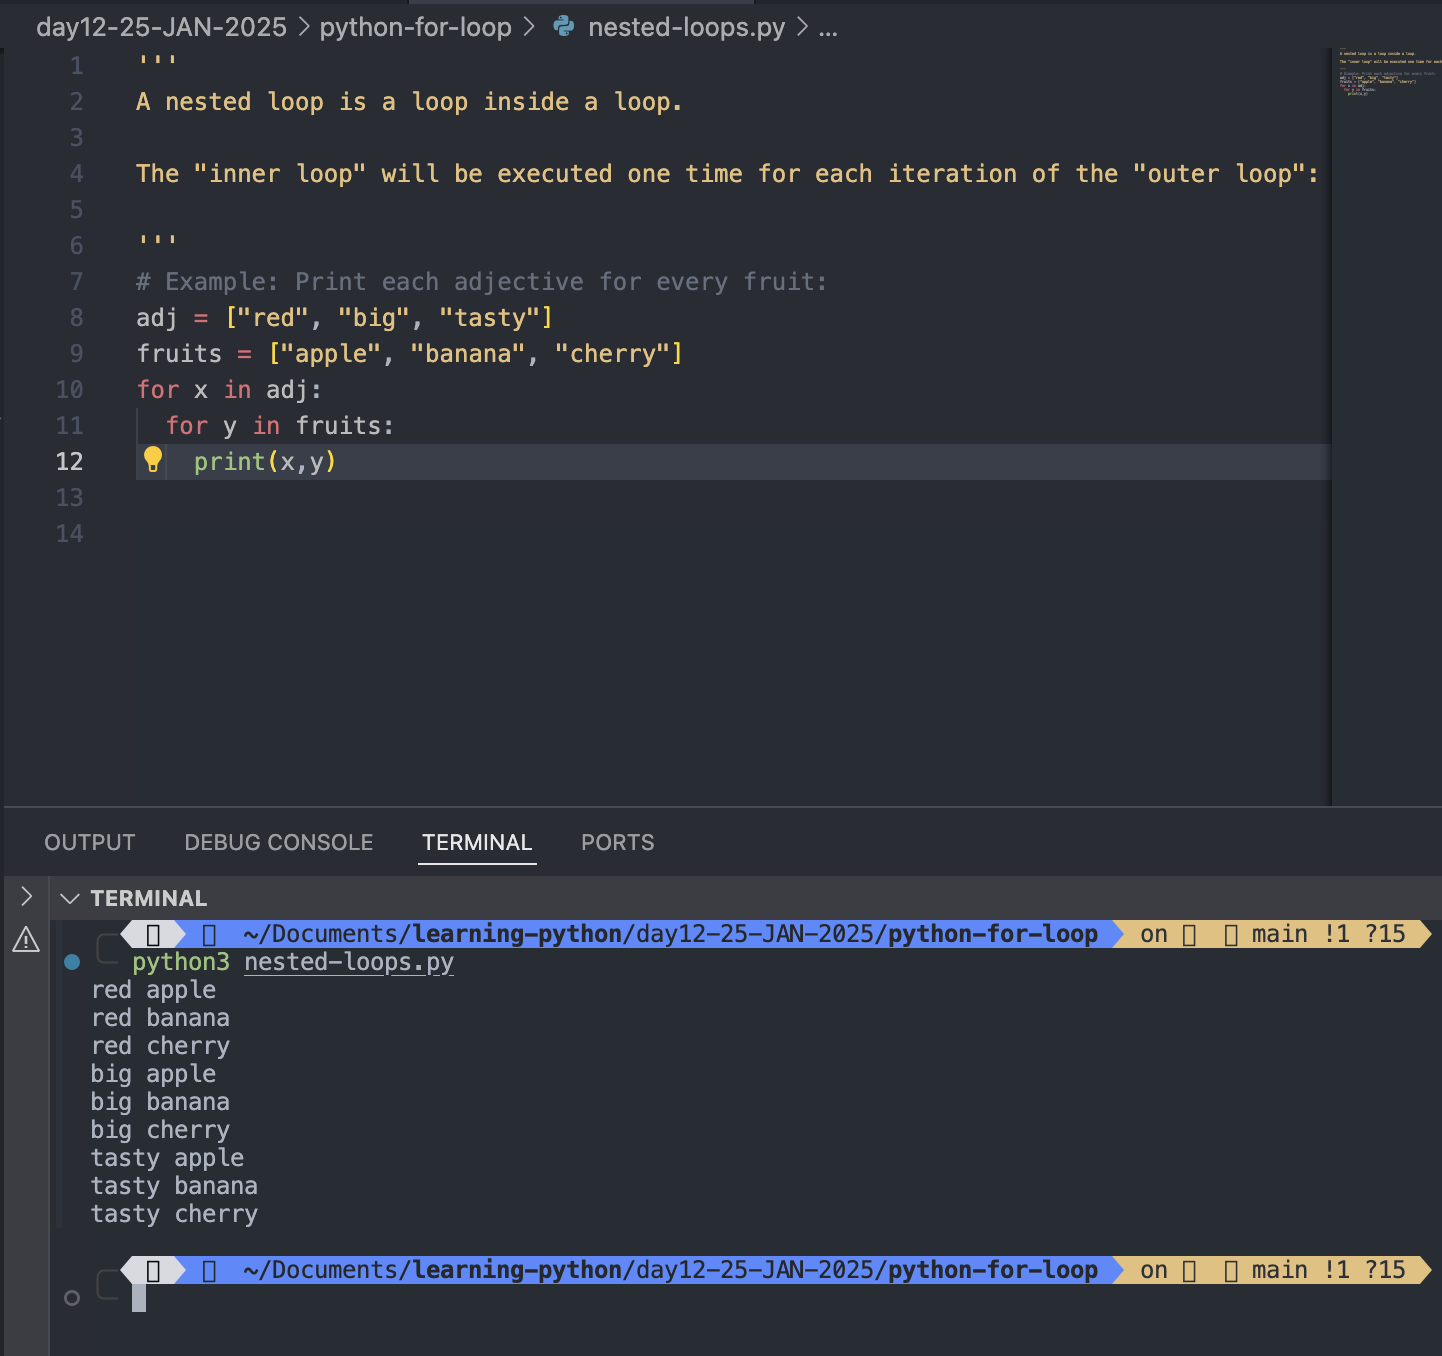 day12-25-JAN-2025 > python-for-loop > nested-loops.py > ...
1 '''
2 A nested loop is a loop inside a loop.
3
4 The "inner loop" will be executed one time for each iteration of the "outer loop":
5
6 '''
7 # Example: Print each adjective for every fruit:
8 adj = ["red", "big", "tasty"]
9 fruits = ["apple", "banana", "cherry"]
10 for x in adj:
11   for y in fruits:
12     print(x,y)
13
14
OUTPUT DEBUG CONSOLE TERMINAL PORTS
TERMINAL
~/Documents/learning-python/day12-25-JAN-2025/python-for-loop on main !1 ?15
python3 nested-loops.py
red apple
red banana
red cherry
big apple
big banana
big cherry
tasty apple
tasty banana
tasty cherry
~/Documents/learning-python/day12-25-JAN-2025/python-for-loop on main !1 ?15